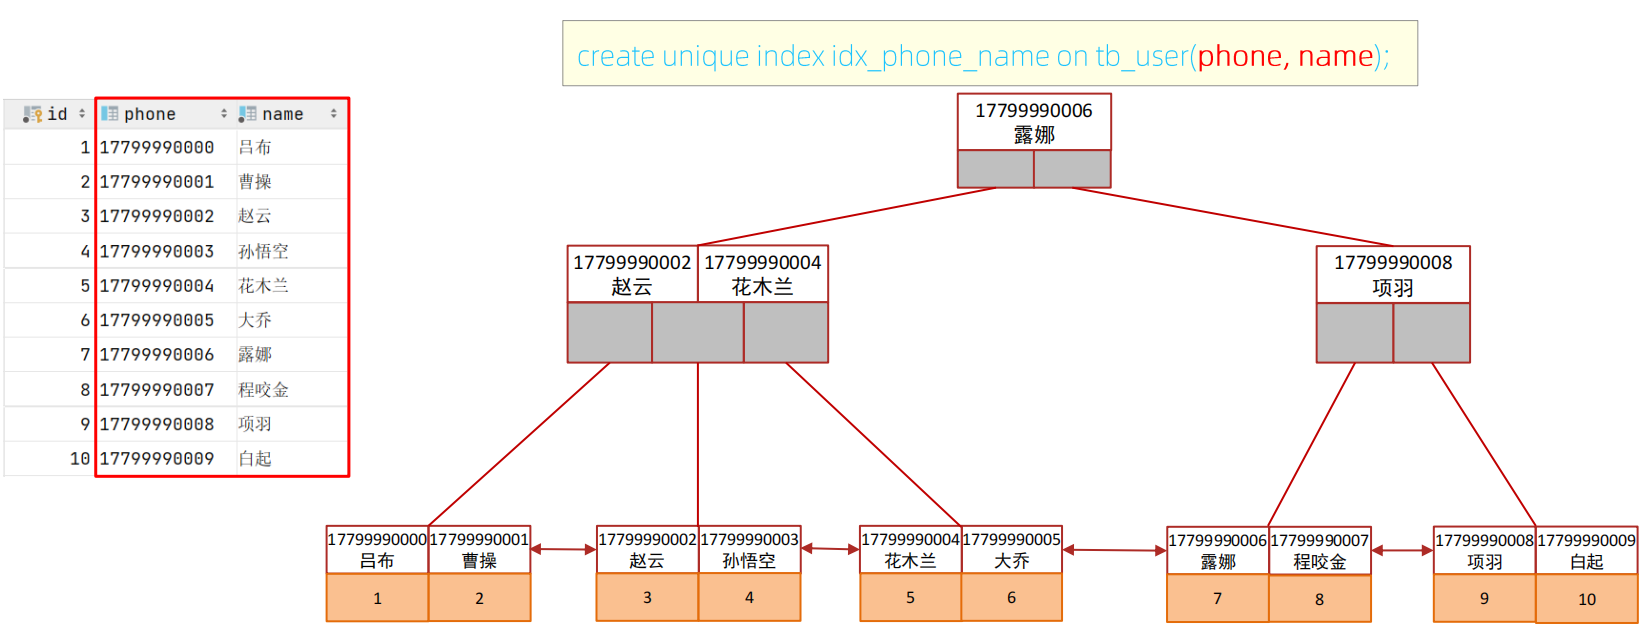 create unique index idx_phone_name on tb_user(phone, name);
id phone name
1 17799990000 吕布
2 17799990001 曹操
3 17799990002 赵云
4 17799990003 孙悟空
5 17799990004 花木兰
6 17799990005 大乔
7 17799990006 露娜
8 17799990007 程咬金
9 17799990008 项羽
10 17799990009 白起
17799990006
露娜
17799990002 17799990004
赵云 花木兰
17799990008
项羽
17799990000 17799990001
吕布 曹操
1 2
17799990002 17799990003
赵云 孙悟空
3 4
17799990004 17799990005
花木兰 大乔
5 6
17799990006 17799990007
露娜 程咬金
7 8
17799990008 17799990009
项羽 白起
9 10